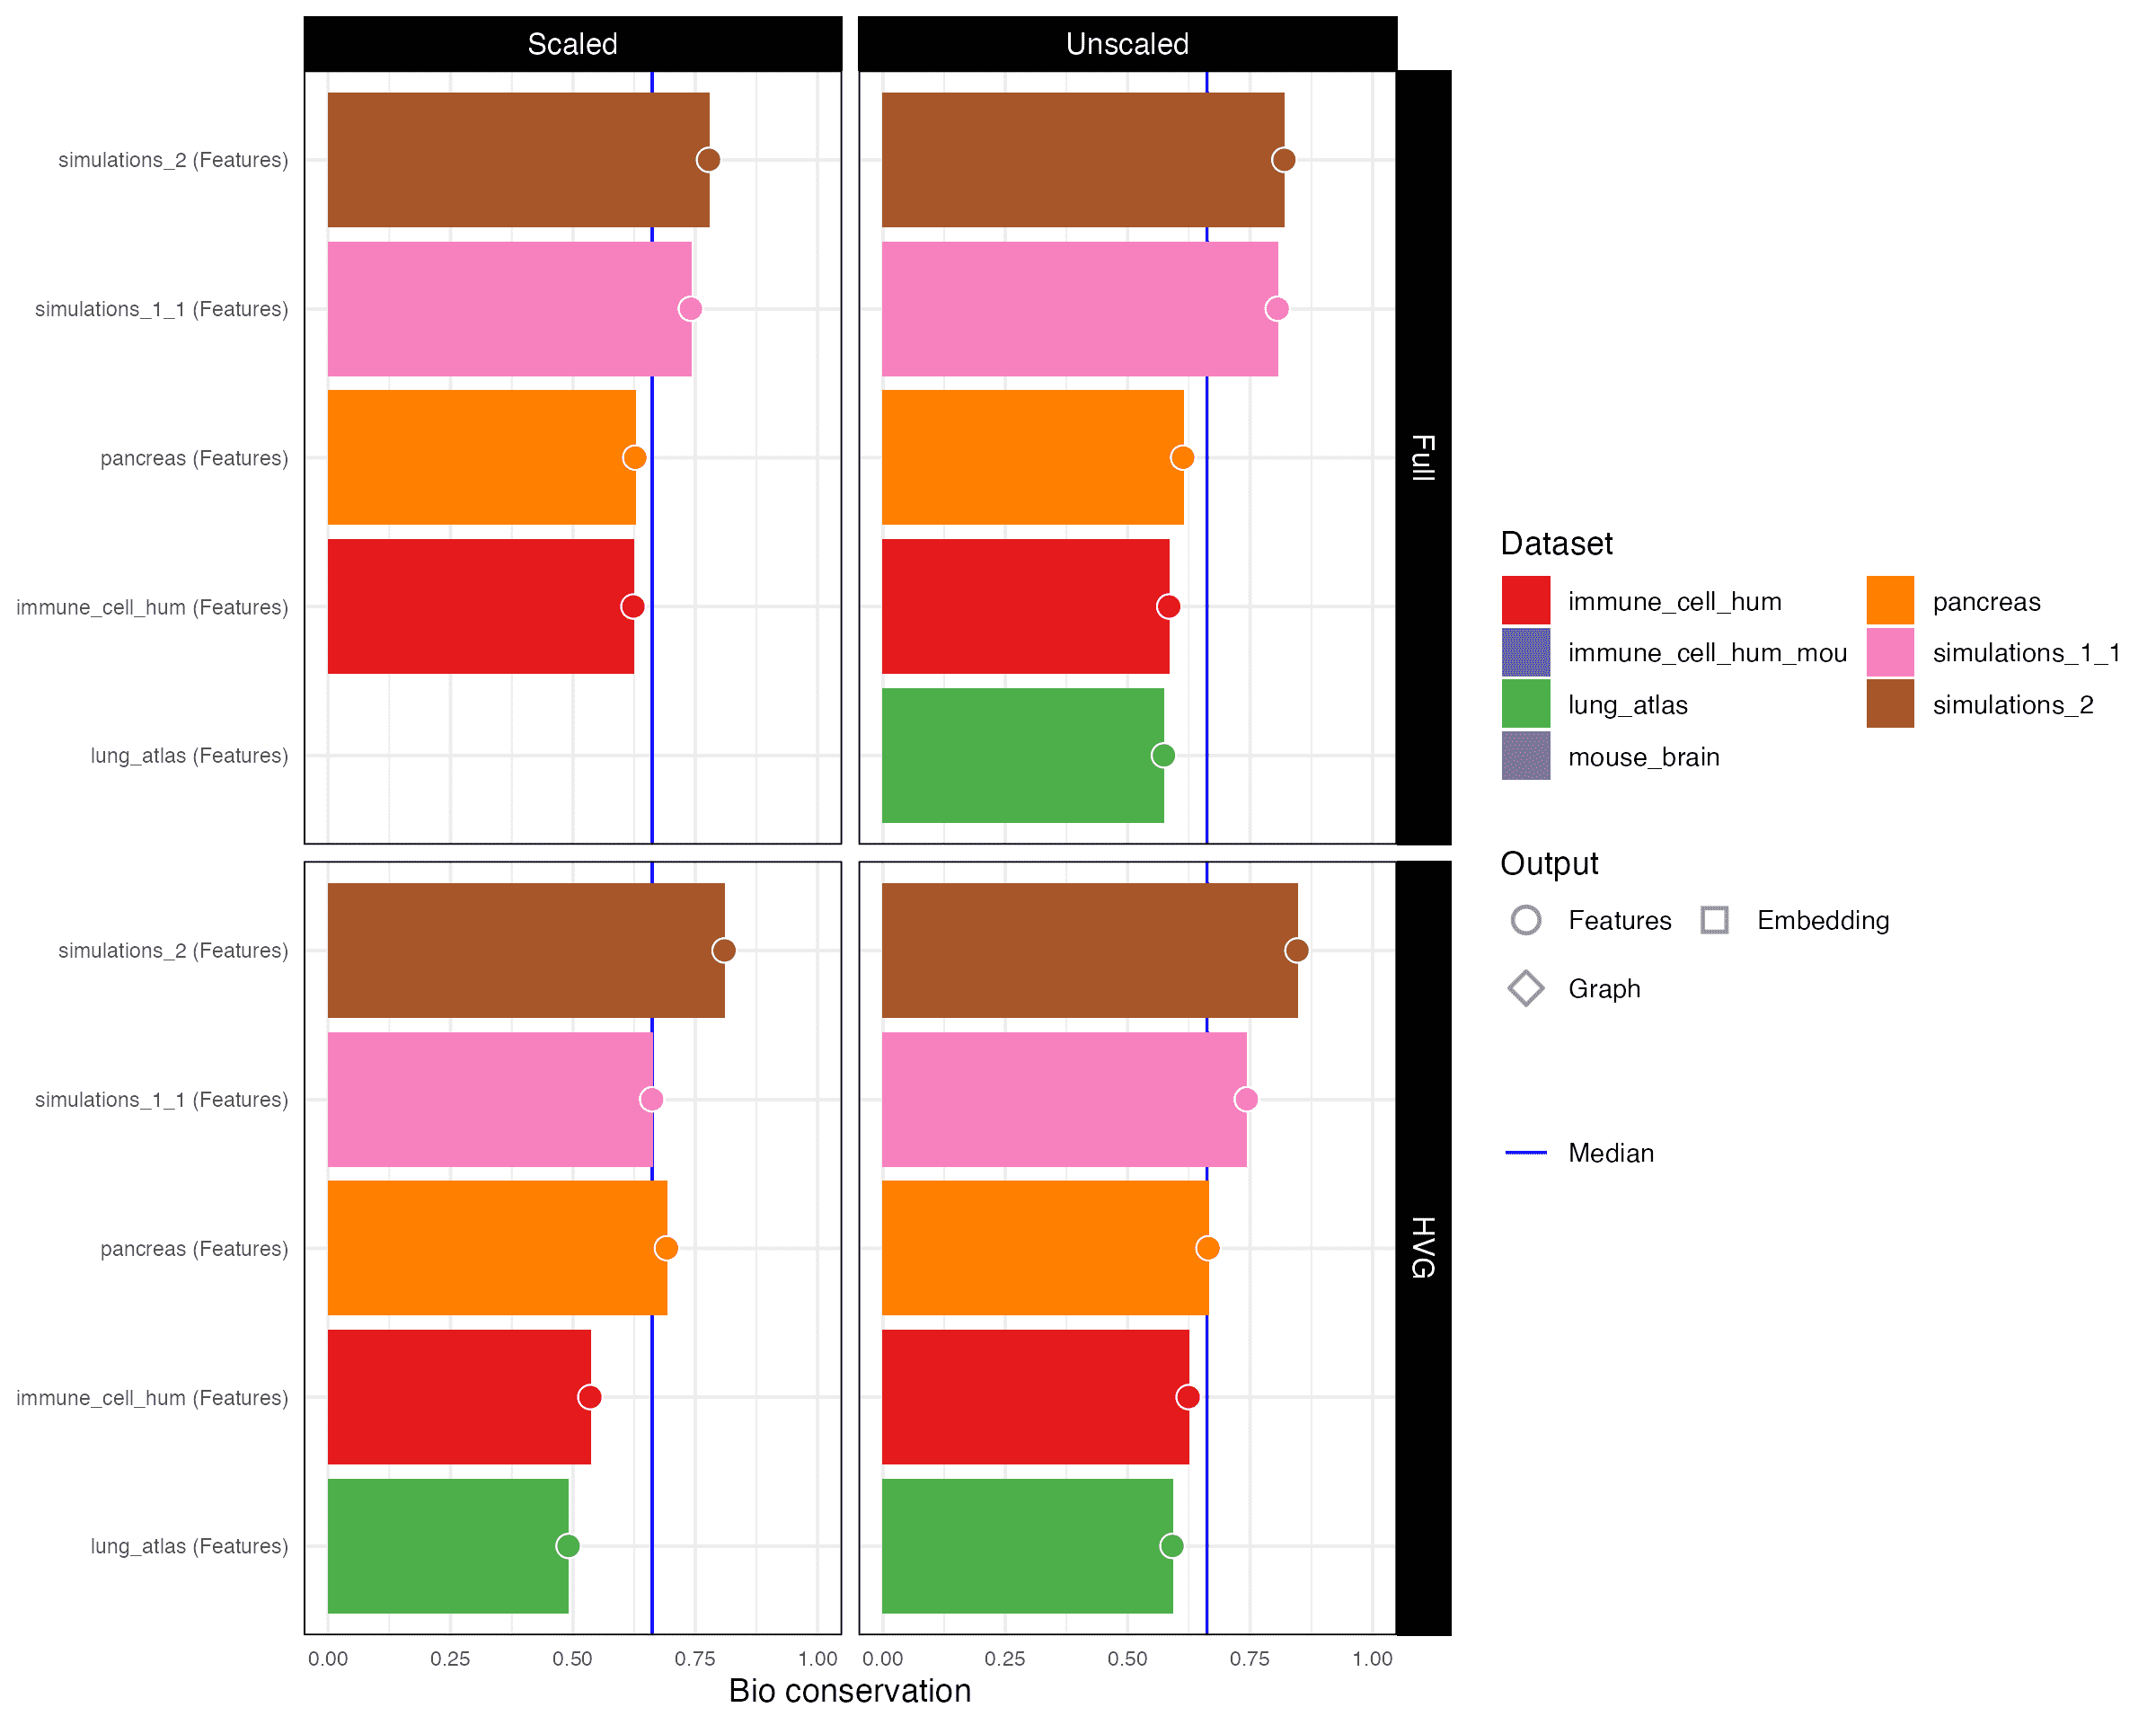 Scaled
Unscaled
simulations_2 (Features)
simulations_1_1 (Features)
pancreas (Features)
immune_cell_hum (Features)
lung_atlas (Features)
Full
simulations_2 (Features)
simulations_1_1 (Features)
pancreas (Features)
immune_cell_hum (Features)
lung_atlas (Features)
HVG
0.00 0.25 0.50 0.75 1.00 0.00 0.25 0.50 0.75 1.00
Bio conservation
Dataset
immune_cell_hum pancreas
immune_cell_hum_mou simulations_1_1
lung_atlas simulations_2
mouse_brain
Output
Features Embedding
Graph
Median